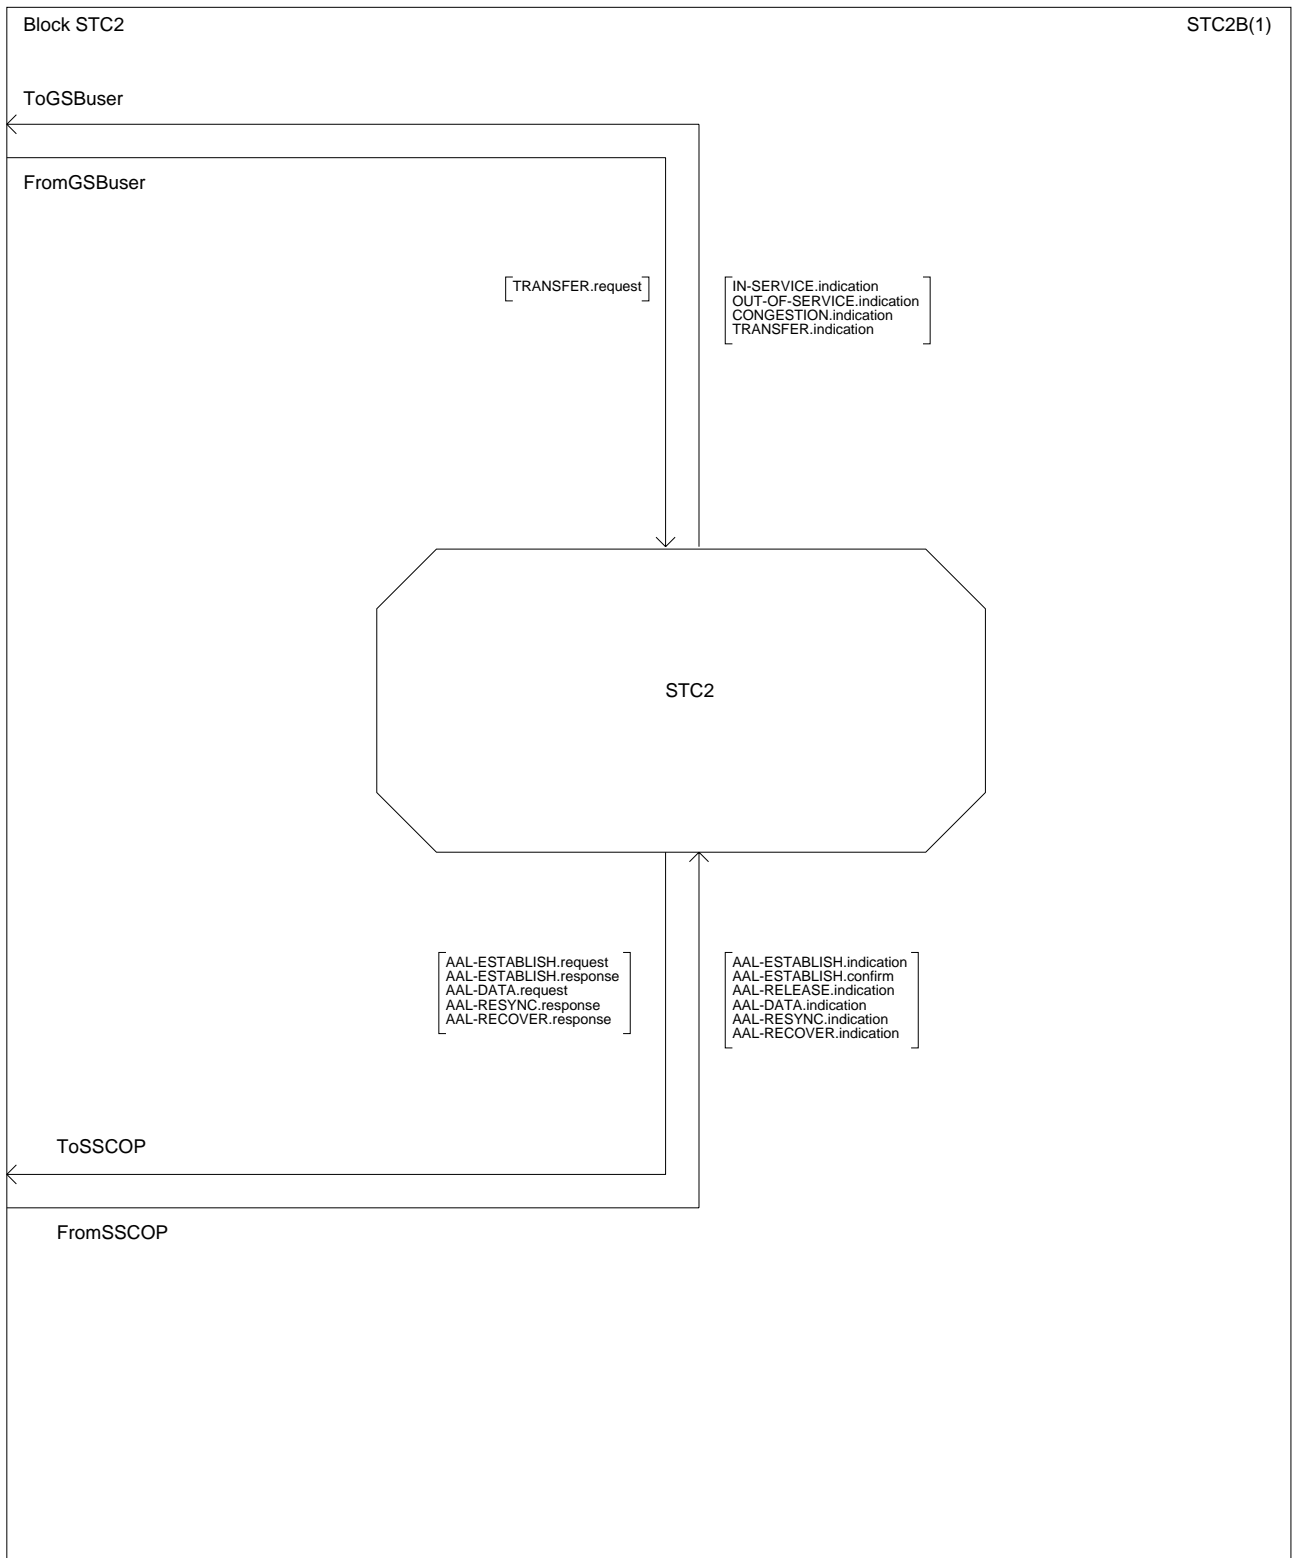 Block STC2
STC2B(1)
ToGSBuser
FromGSBuser
TRANSFER.request
IN-SERVICE.indication
OUT-OF-SERVICE.indication
CONGESTION.indication
TRANSFER.indication
STC2
AAL-ESTABLISH.request
AAL-ESTABLISH.response
AAL-DATA.request
AAL-RESYNC.response
AAL-RECOVER.response
AAL-ESTABLISH.indication
AAL-ESTABLISH.confirm
AAL-RELEASE.indication
AAL-DATA.indication
AAL-RESYNC.indication
AAL-RECOVER.indication
ToSSCOP
FromSSCOP